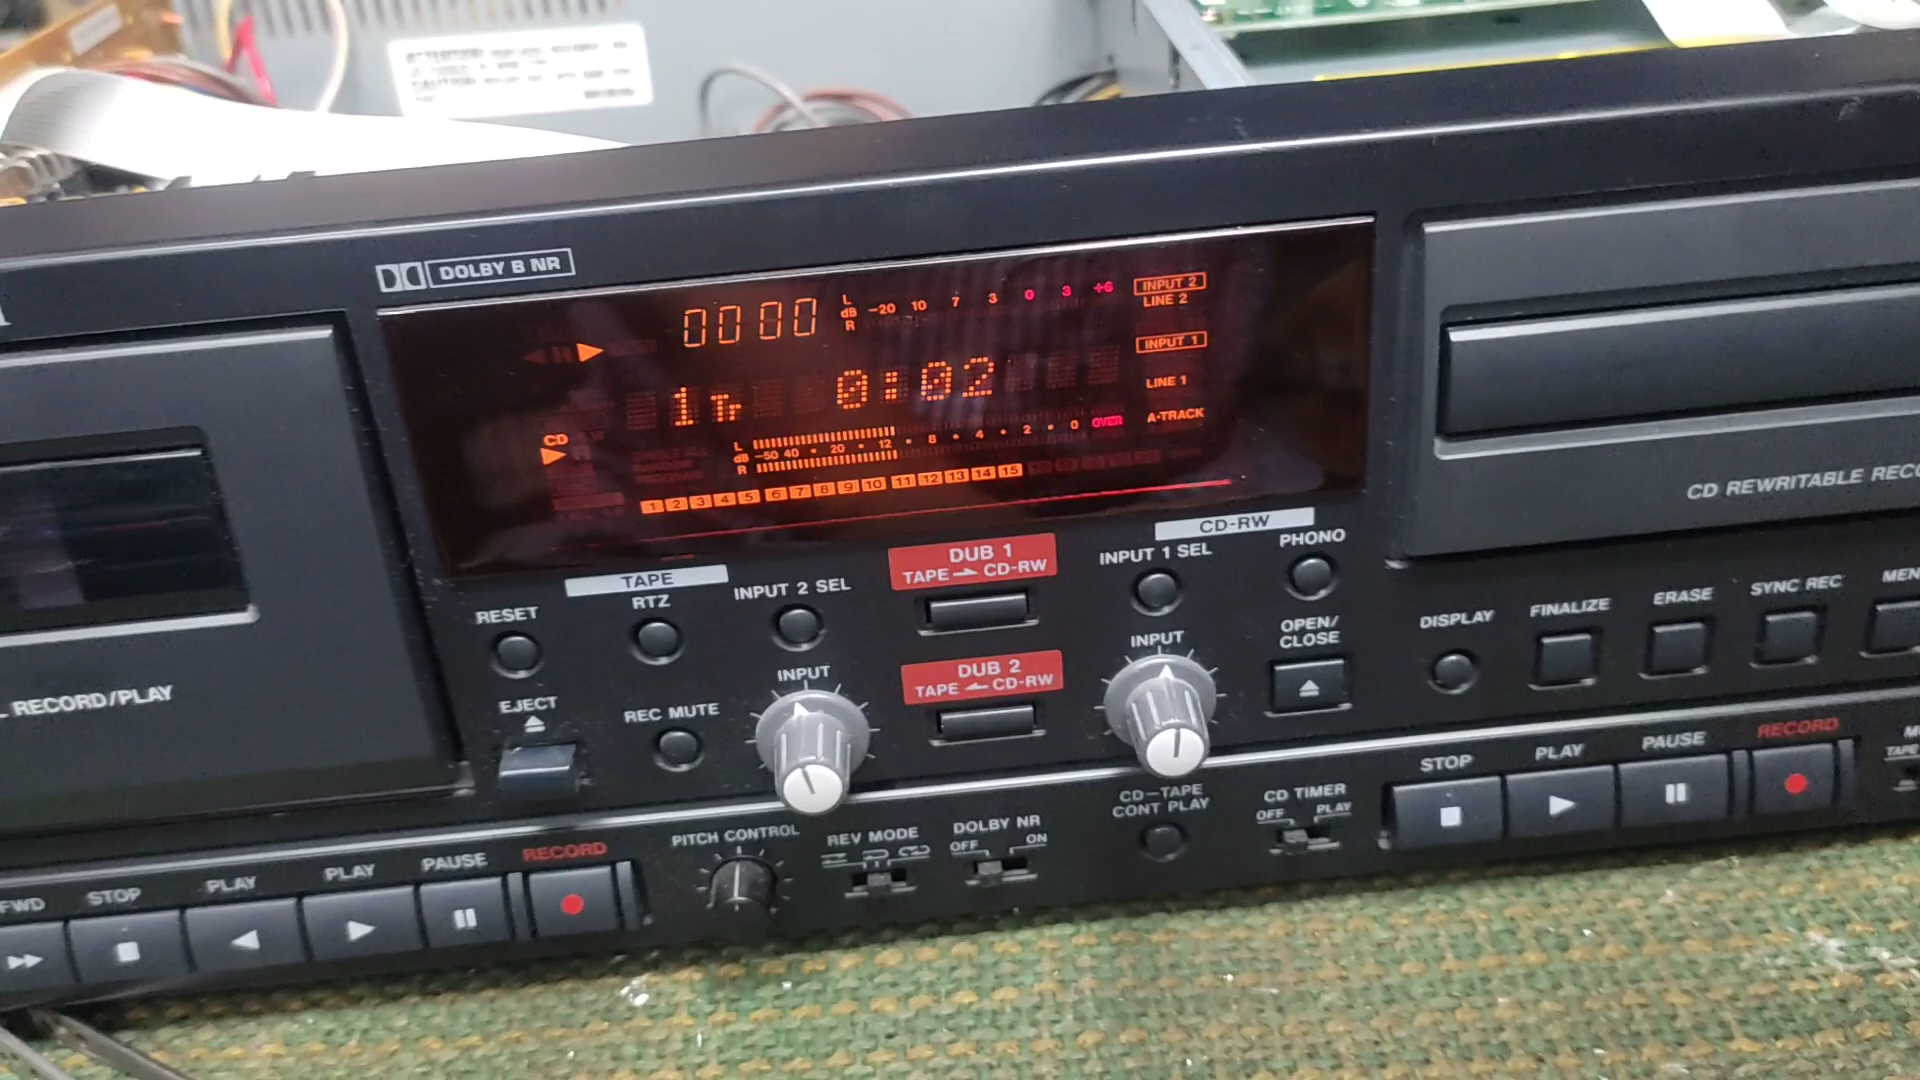 ATTENTION
CAUTION
DOLBY B NR
0000
L
dB -20 10 7 3 0 3 +6
R
INPUT 2
LINE 2
INPUT 1
LINE 1
A-TRACK
1 Tr 0:02
CD
L
dB -50 40 • 20 • 12 • 8 • 4 • 2 • 0 OVER
R
1 2 3 4 5 6 7 8 9 10 11 12 13 14 15
CD REWRITABLE
TAPE
RESET
RTZ
INPUT 2 SEL
DUB 1
TAPE → CD-RW
CD-RW
INPUT 1 SEL
PHONO
RECORD/PLAY
EJECT
REC MUTE
INPUT
DUB 2
TAPE ← CD-RW
INPUT
OPEN/
CLOSE
DISPLAY
FINALIZE
ERASE
SYNC REC
FWD
STOP
PLAY
PLAY
PAUSE
RECORD
PITCH CONTROL
REV MODE
DOLBY NR
OFF ON
CD-TAPE
CONT PLAY
CD TIMER
OFF PLAY
STOP
PLAY
PAUSE
RECORD
TAPE